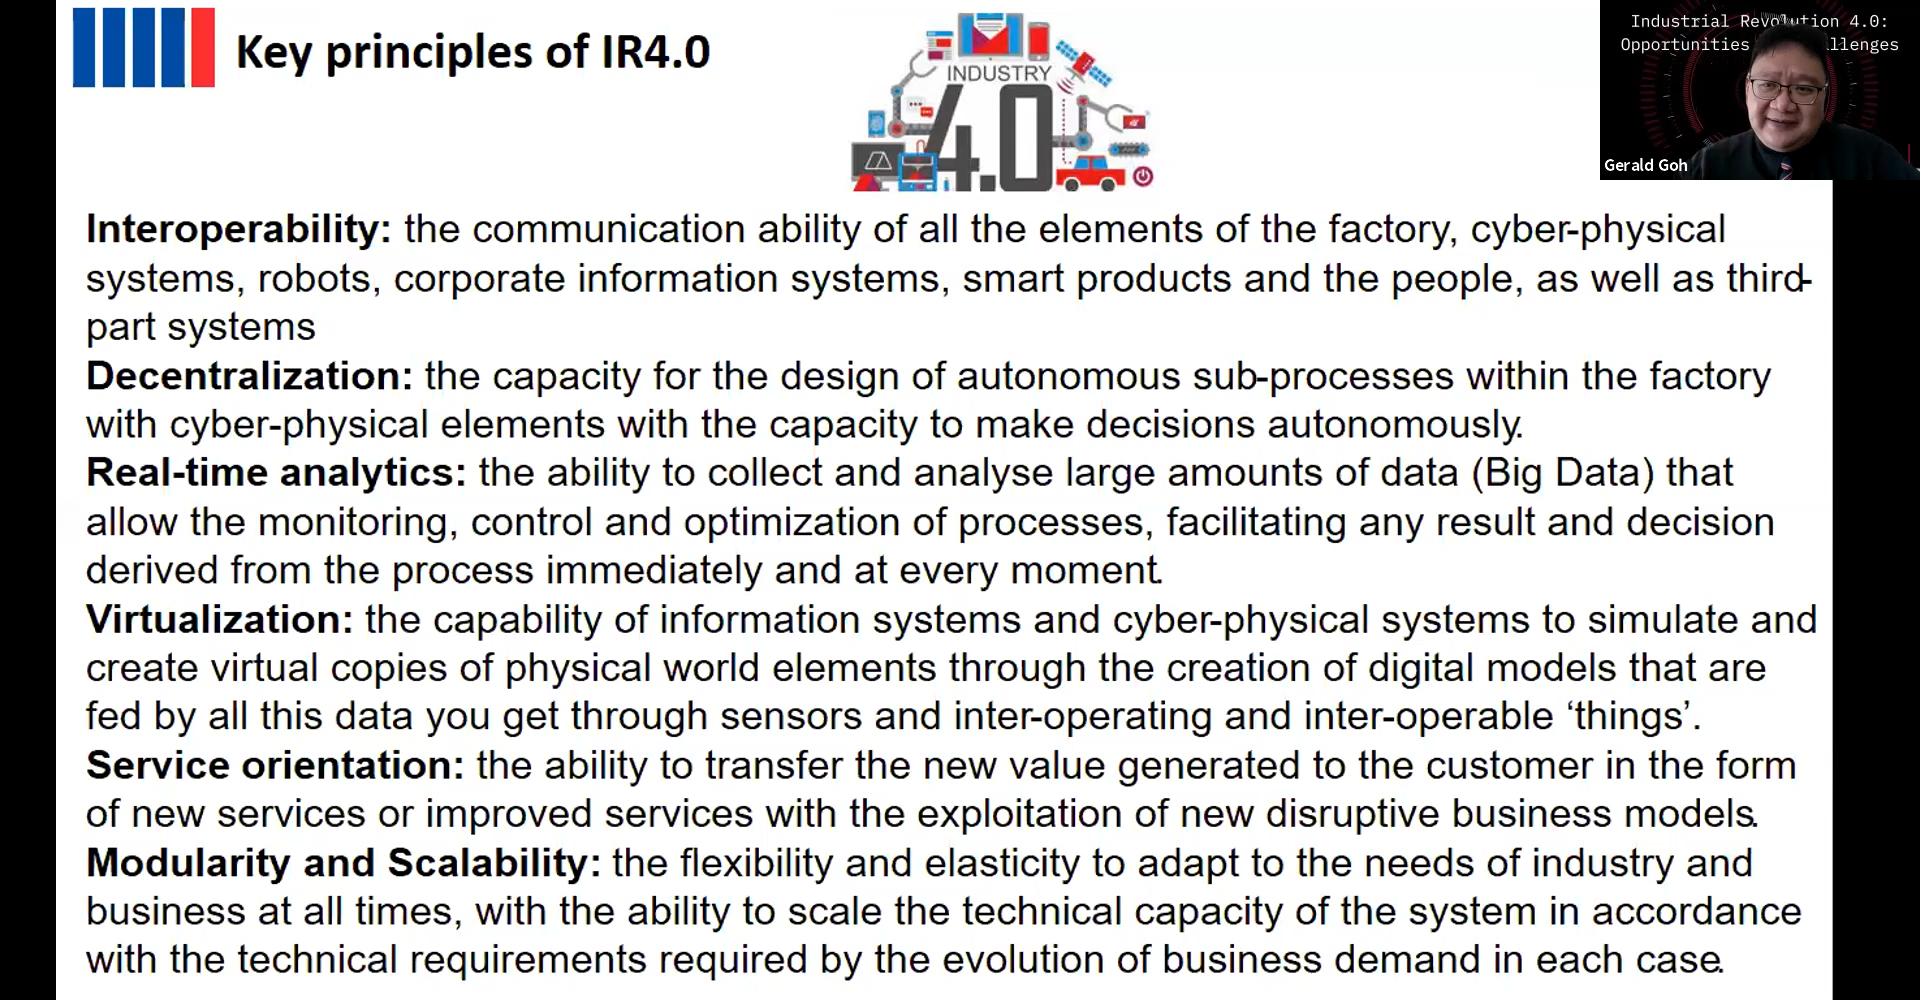 Key principles of IR4.0
INDUSTRY
4.0
Industrial Revolution 4.0:
Opportunities
llenges
Gerald Goh
Interoperability: the communication ability of all the elements of the factory, cyber-physical
systems, robots, corporate information systems, smart products and the people, as well as third-
part systems
Decentralization: the capacity for the design of autonomous sub-processes within the factory
with cyber-physical elements with the capacity to make decisions autonomously.
Real-time analytics: the ability to collect and analyse large amounts of data (Big Data) that
allow the monitoring, control and optimization of processes, facilitating any result and decision
derived from the process immediately and at every moment.
Virtualization: the capability of information systems and cyber-physical systems to simulate and
create virtual copies of physical world elements through the creation of digital models that are
fed by all this data you get through sensors and inter-operating and inter-operable ‘things’.
Service orientation: the ability to transfer the new value generated to the customer in the form
of new services or improved services with the exploitation of new disruptive business models.
Modularity and Scalability: the flexibility and elasticity to adapt to the needs of industry and
business at all times, with the ability to scale the technical capacity of the system in accordance
with the technical requirements required by the evolution of business demand in each case.